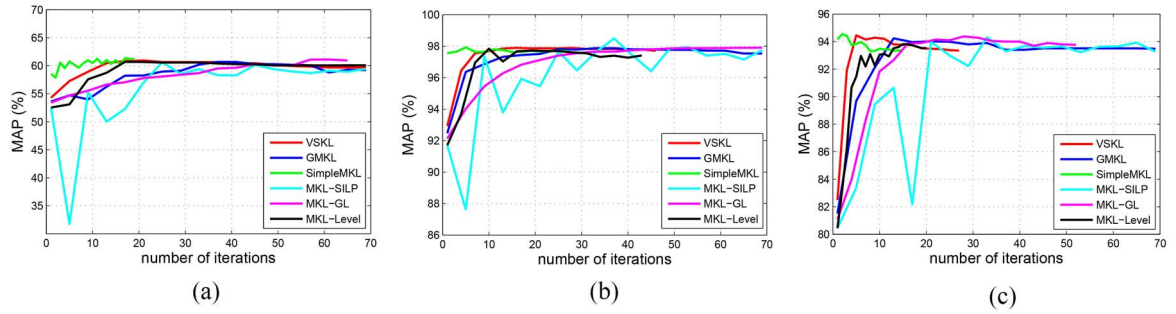 70
65
60
55
50
45
40
35
MAP (%)
VSKL
GMKL
SimpleMKL
MKL-SILP
MKL-GL
MKL-Level
0 10 20 30 40 50 60 70
number of iterations
(a)
100
98
96
94
92
90
88
86
MAP (%)
VSKL
GMKL
SimpleMKL
MKL-SILP
MKL-GL
MKL-Level
0 10 20 30 40 50 60 70
number of iterations
(b)
96
94
92
90
88
86
84
82
80
MAP (%)
VSKL
GMKL
SimpleMKL
MKL-SILP
MKL-GL
MKL-Level
0 10 20 30 40 50 60 70
number of iterations
(c)